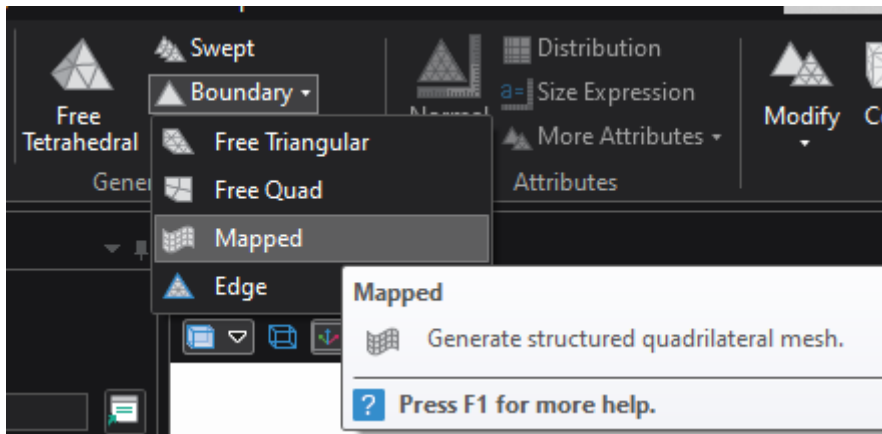 Swept
Boundary
Free
Tetrahedral
Distribution
Size Expression
More Attributes
Attributes
Modify
Free Triangular
Free Quad
Mapped
Edge
Mapped
Generate structured quadrilateral mesh.
? Press F1 for more help.